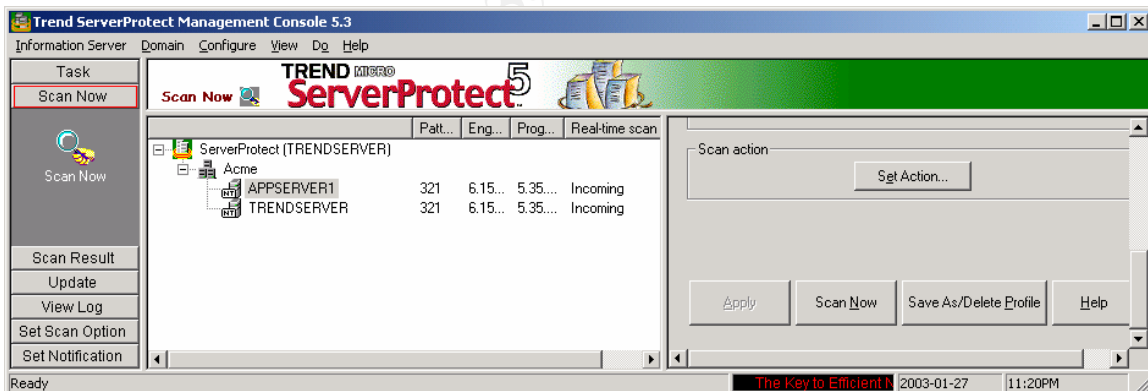 Trend ServerProtect Management Console 5.3
Information Server Domain Configure View Do Help
Task
Scan Now
Scan Now
TREND MICRO
ServerProtect 5
Patt... Eng... Prog... Real-time scan
ServerProtect (TRENDSERVER)
Acme
APPSERVER1 321 6.15... 5.35.... Incoming
TRENDSERVER 321 6.15... 5.35.... Incoming
Scan action
Set Action...
Scan Now
Scan Result
Update
View Log
Set Scan Option
Set Notification
Apply Scan Now Save As/Delete Profile Help
Ready
The Key to Efficient N 2003-01-27 11:20PM